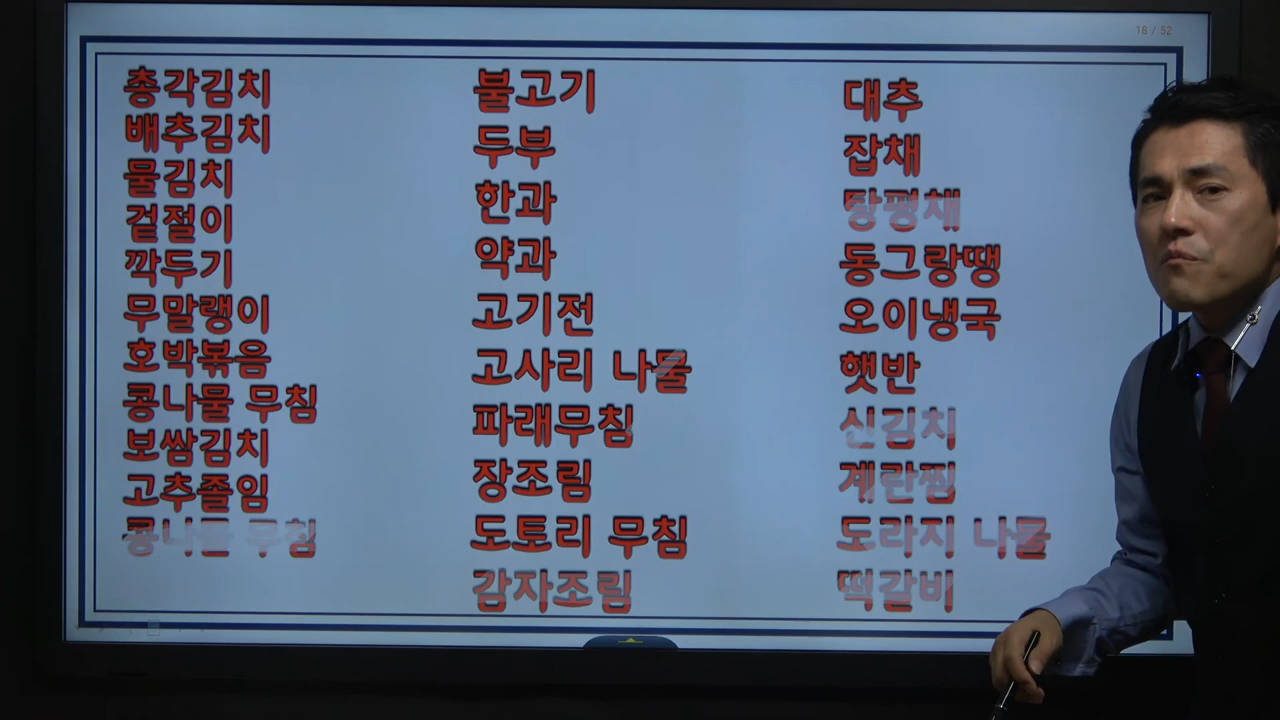 18 / 52
총각김치
배추김치
물김치
겉절이
깍두기
무말랭이
호박볶음
콩나물 무침
보쌈김치
고추졸임
콩나물 무침
불고기
두부
한과
약과
고기전
고사리 나물
파래무침
장조림
도토리 무침
감자조림
대추
잡채
탕평채
동그랑땡
오이냉국
햇반
신김치
계란찜
도라지 나물
떡갈비